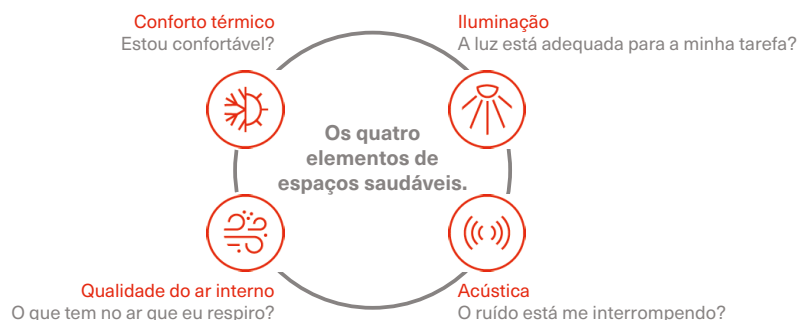 Conforto térmico
Estou confortável?
Iluminação
A luz está adequada para a minha tarefa?
Os quatro
elementos de
espaços saudáveis.
Qualidade do ar interno
O que tem no ar que eu respiro?
Acústica
O ruído está me interrompendo?